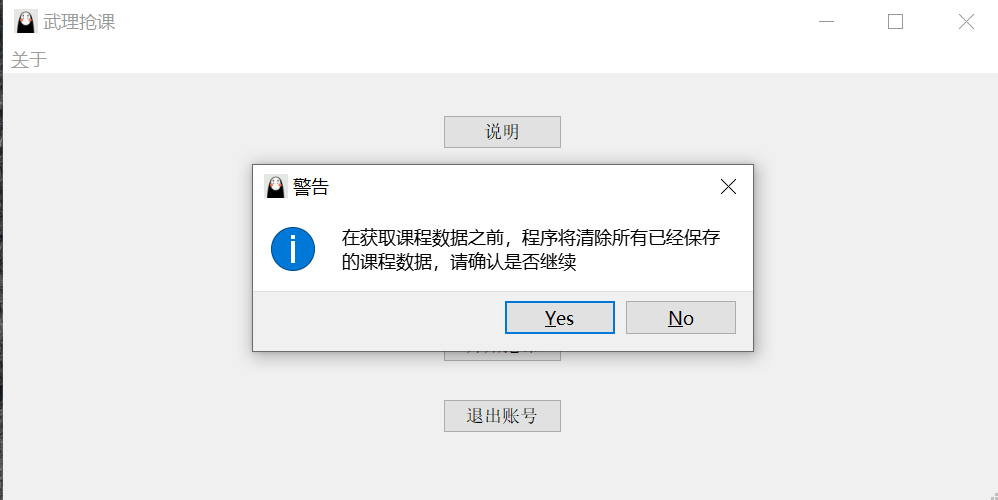 武理抢课
关于
说明
警告
在获取课程数据之前，程序将清除所有已经保存
的课程数据，请确认是否继续
Yes
No
退出账号